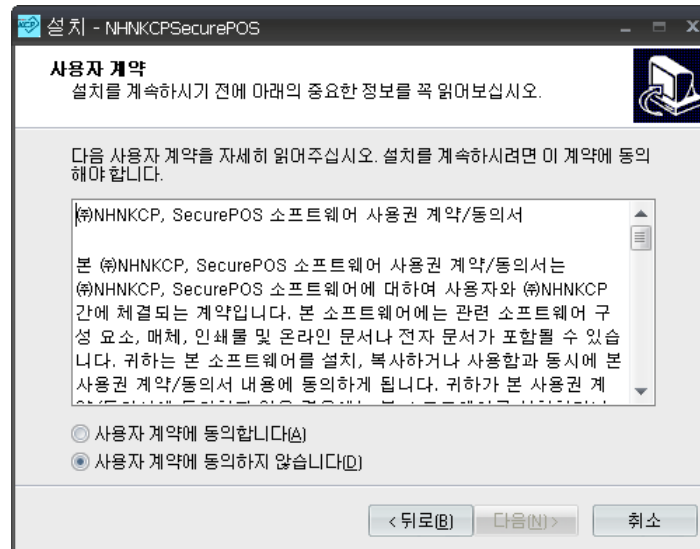 설치 - NHNKCPSecurePOS
사용자 계약
설치를 계속하시기 전에 아래의 중요한 정보를 꼭 읽어보십시오.
다음 사용자 계약을 자세히 읽어주십시오. 설치를 계속하시려면 이 계약에 동의
해야 합니다.
㈜NHNKCP, SecurePOS 소프트웨어 사용권 계약/동의서
본 ㈜NHNKCP, SecurePOS 소프트웨어 사용권 계약/동의서는
㈜NHNKCP, SecurePOS 소프트웨어에 대하여 사용자와 ㈜NHNKCP
간에 체결되는 계약입니다. 본 소프트웨어에는 관련 소프트웨어 구
성 요소, 매체, 인쇄물 및 온라인 문서나 전자 문서가 포함될 수 있습
니다. 귀하는 본 소프트웨어를 설치, 복사하거나 사용함과 동시에 본
사용권 계약/동의서 내용에 동의하게 됩니다. 귀하가 본 사용권 계
사용자 계약에 동의합니다(A)
사용자 계약에 동의하지 않습니다(D)
< 뒤로(B) 다음(N) > 취소